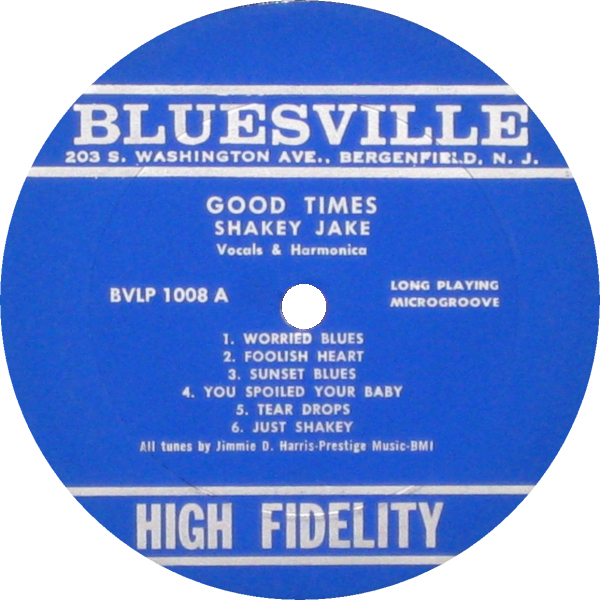 BLUESVILLE
203 S. WASHINGTON AVE., BERGENFIELD, N. J.
GOOD TIMES
SHAKEY JAKE
Vocals & Harmonica
BVLP 1008 A
LONG PLAYING
MICROGROOVE
1. WORRIED BLUES
2. FOOLISH HEART
3. SUNSET BLUES
4. YOU SPOILED YOUR BABY
5. TEAR DROPS
6. JUST SHAKEY
All tunes by Jimmie D. Harris-Prestige Music-BMI
HIGH FIDELITY